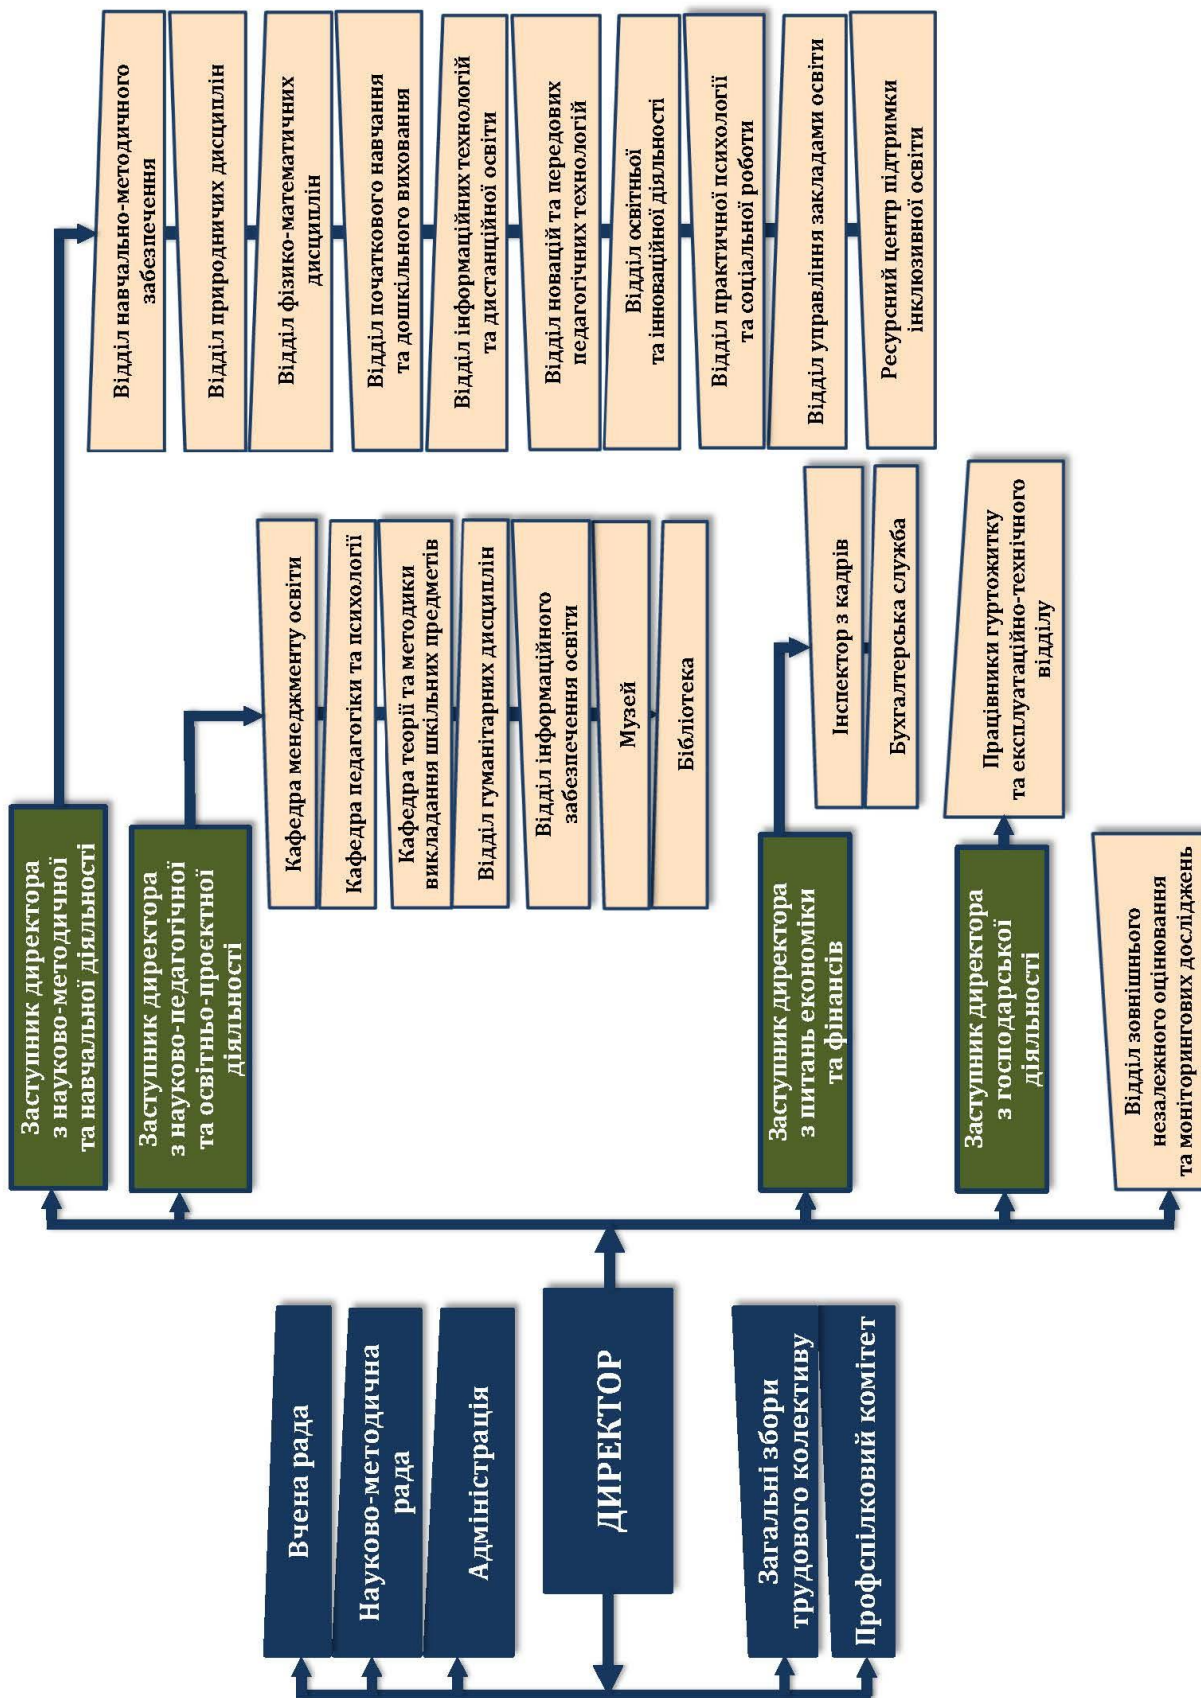 Вчена рада
Науково-методична
рада
Адміністрація
ДИРЕКТОР
Загальні збори
трудового колективу
Профспілковий комітет
Заступник директора
з науково-методичної
та навчальної діяльності
Заступник директора
з науково-педагогічної
та освітньо-проєктної
діяльності
Заступник директора
з питань економіки
та фінансів
Заступник директора
з господарської
діяльності
Відділ зовнішнього
незалежного оцінювання
та моніторингових досліджень
Кафедра менеджменту освіти
Кафедра педагогіки та психології
Кафедра теорії та методики
викладання шкільних предметів
Відділ гуманітарних дисциплін
Відділ інформаційного
забезпечення освіти
Музей
Бібліотека
Інспектор з кадрів
Бухгалтерська служба
Працівники гуртожитку
та експлуатаційно-технічного
відділу
Відділ навчально-методичного
забезпечення
Відділ природничих дисциплін
Відділ фізико-математичних
дисциплін
Відділ початкового навчання
та дошкільного виховання
Відділ інформаційних технологій
та дистанційної освіти
Відділ новацій та передових
педагогічних технологій
Відділ освітньої
та інноваційної діяльності
Відділ практичної психології
та соціальної роботи
Відділ управління закладами освіти
Ресурсний центр підтримки
інклюзивної освіти